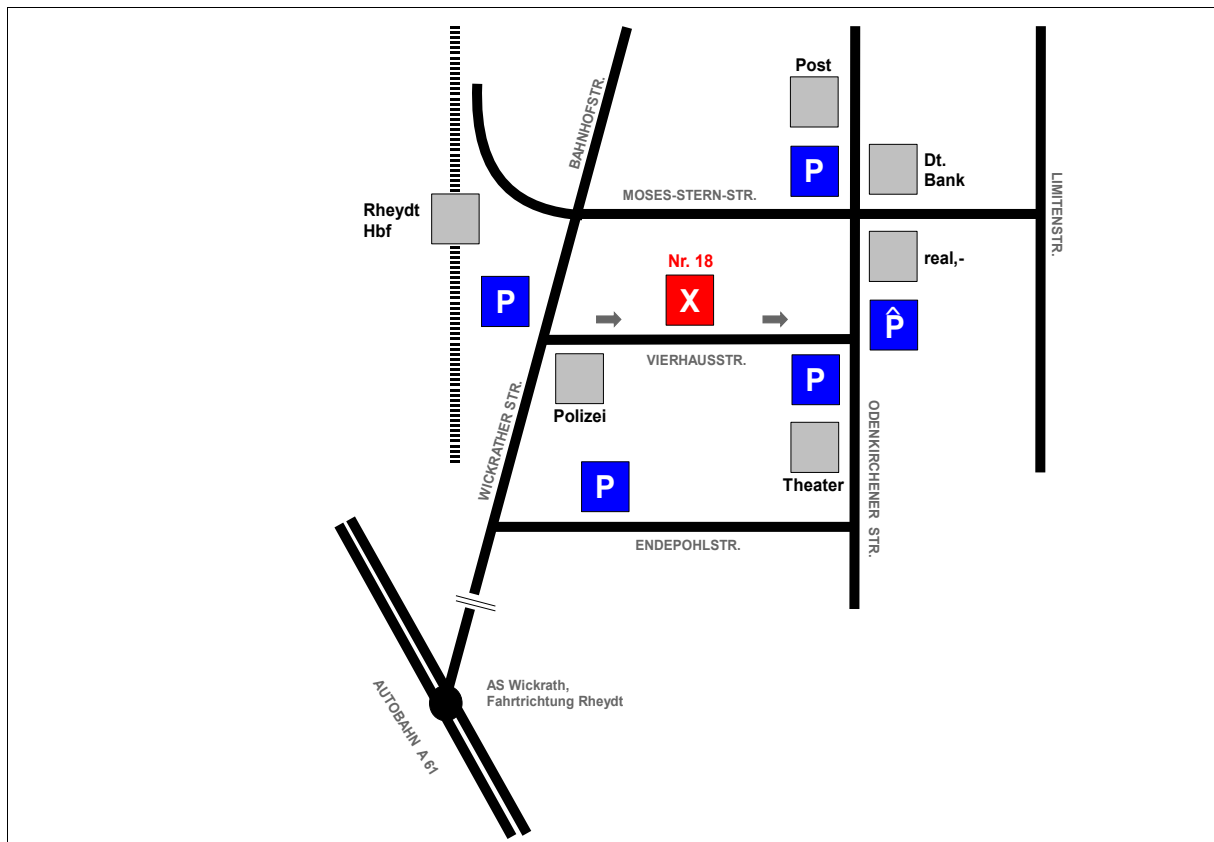 Post
BAHNHOFSTR.
P
Dt.
Bank
MOSES-STERN-STR.
LIMITENSTR.
Rheydt
Hbf
real,-
Nr. 18
P
X
P̂
VIERHAUSSTR.
P
Polizei
WICKRATHER STR.
ODENKIRCHENER STR.
Theater
P
ENDEPOHLSTR.
AS Wickrath,
Fahrtrichtung Rheydt
AUTOBAHN A 61